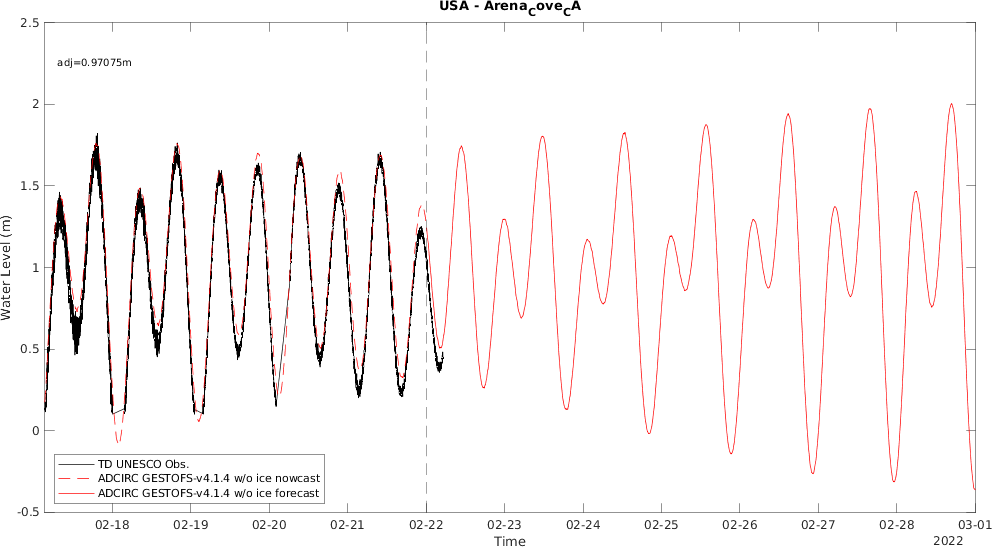 USA - ArenaCoveCA
2.5
adj=0.97075m
2
1.5
1
0.5
0
-0.5
Water Level (m)
TD UNESCO Obs.
ADCIRC GESTOFS-v4.1.4 w/o ice nowcast
ADCIRC GESTOFS-v4.1.4 w/o ice forecast
02-18 02-19 02-20 02-21 02-22 02-23 02-24 02-25 02-26 02-27 02-28 03-01
Time
2022